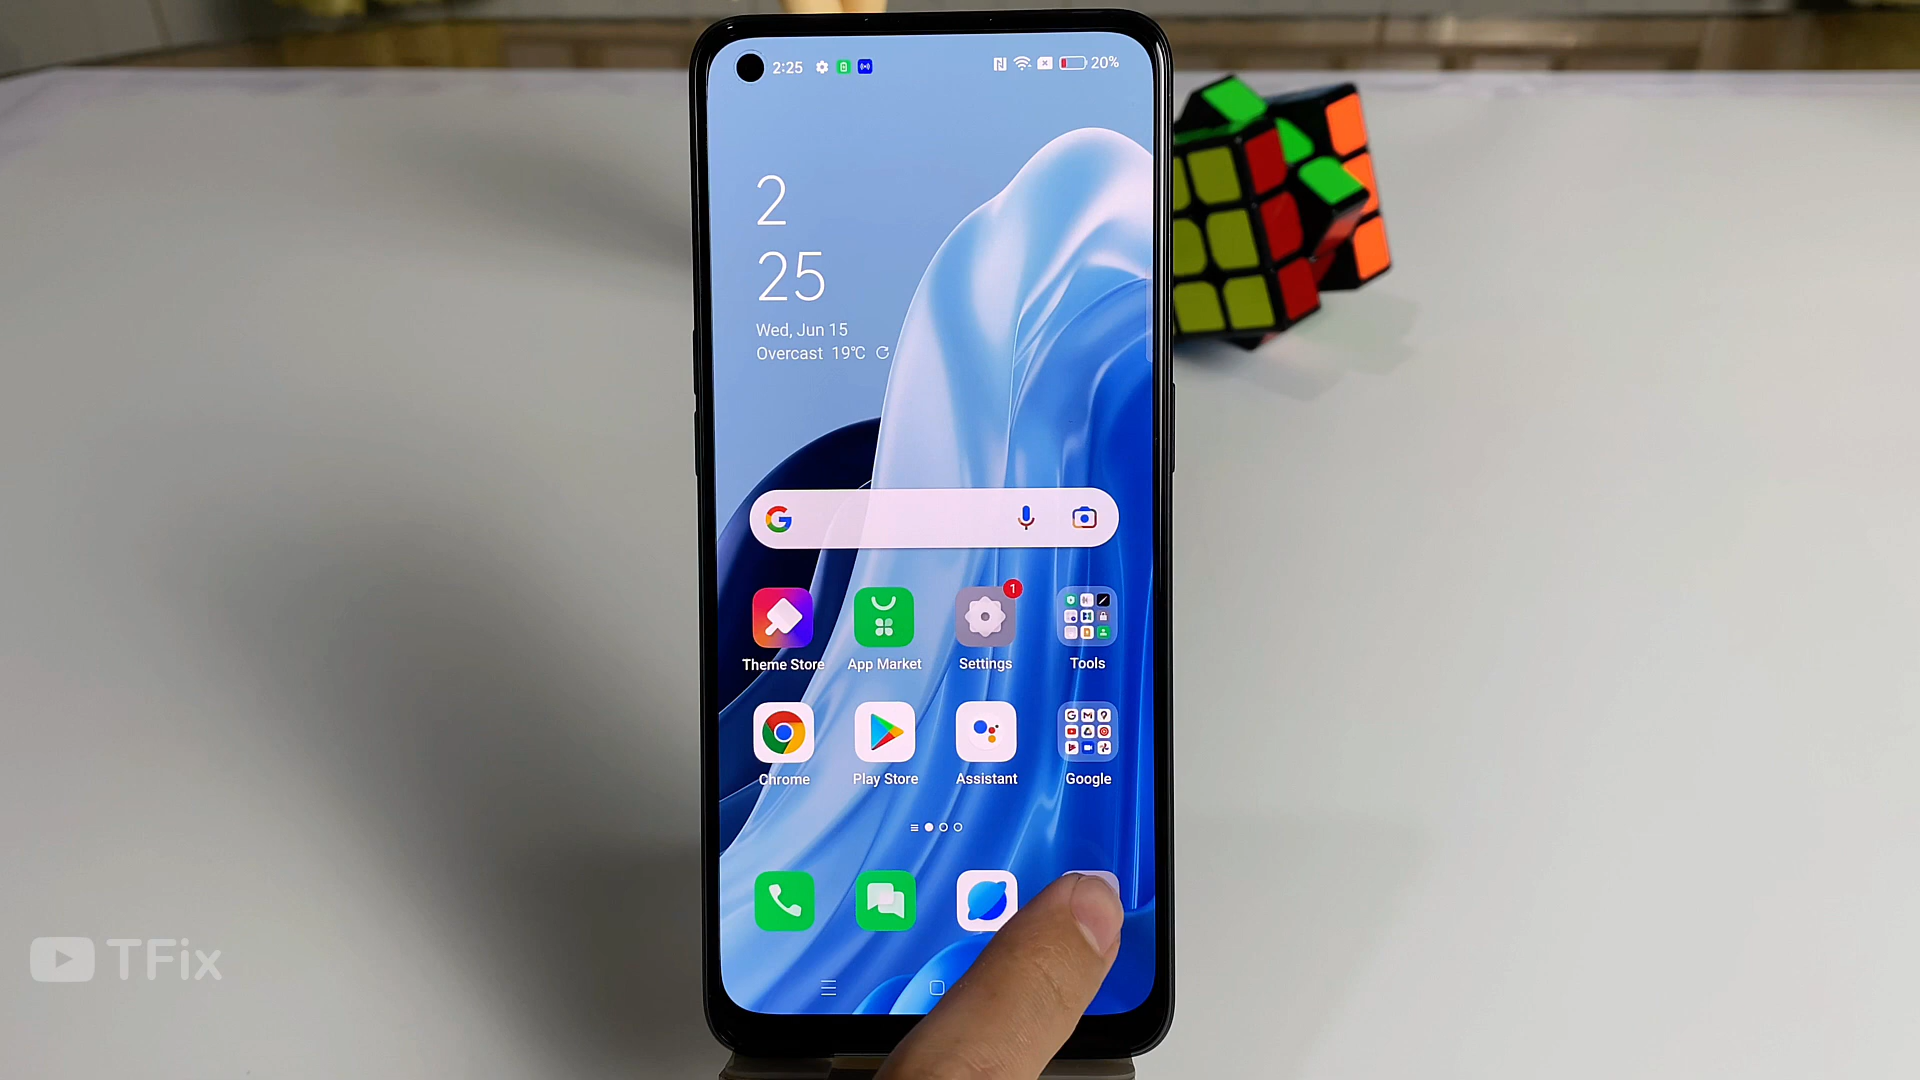 2:25
20%
2
25
Wed, Jun 15
Overcast 19℃
1
Theme Store
App Market
Settings
Tools
Chrome
Play Store
Assistant
Google
TFix